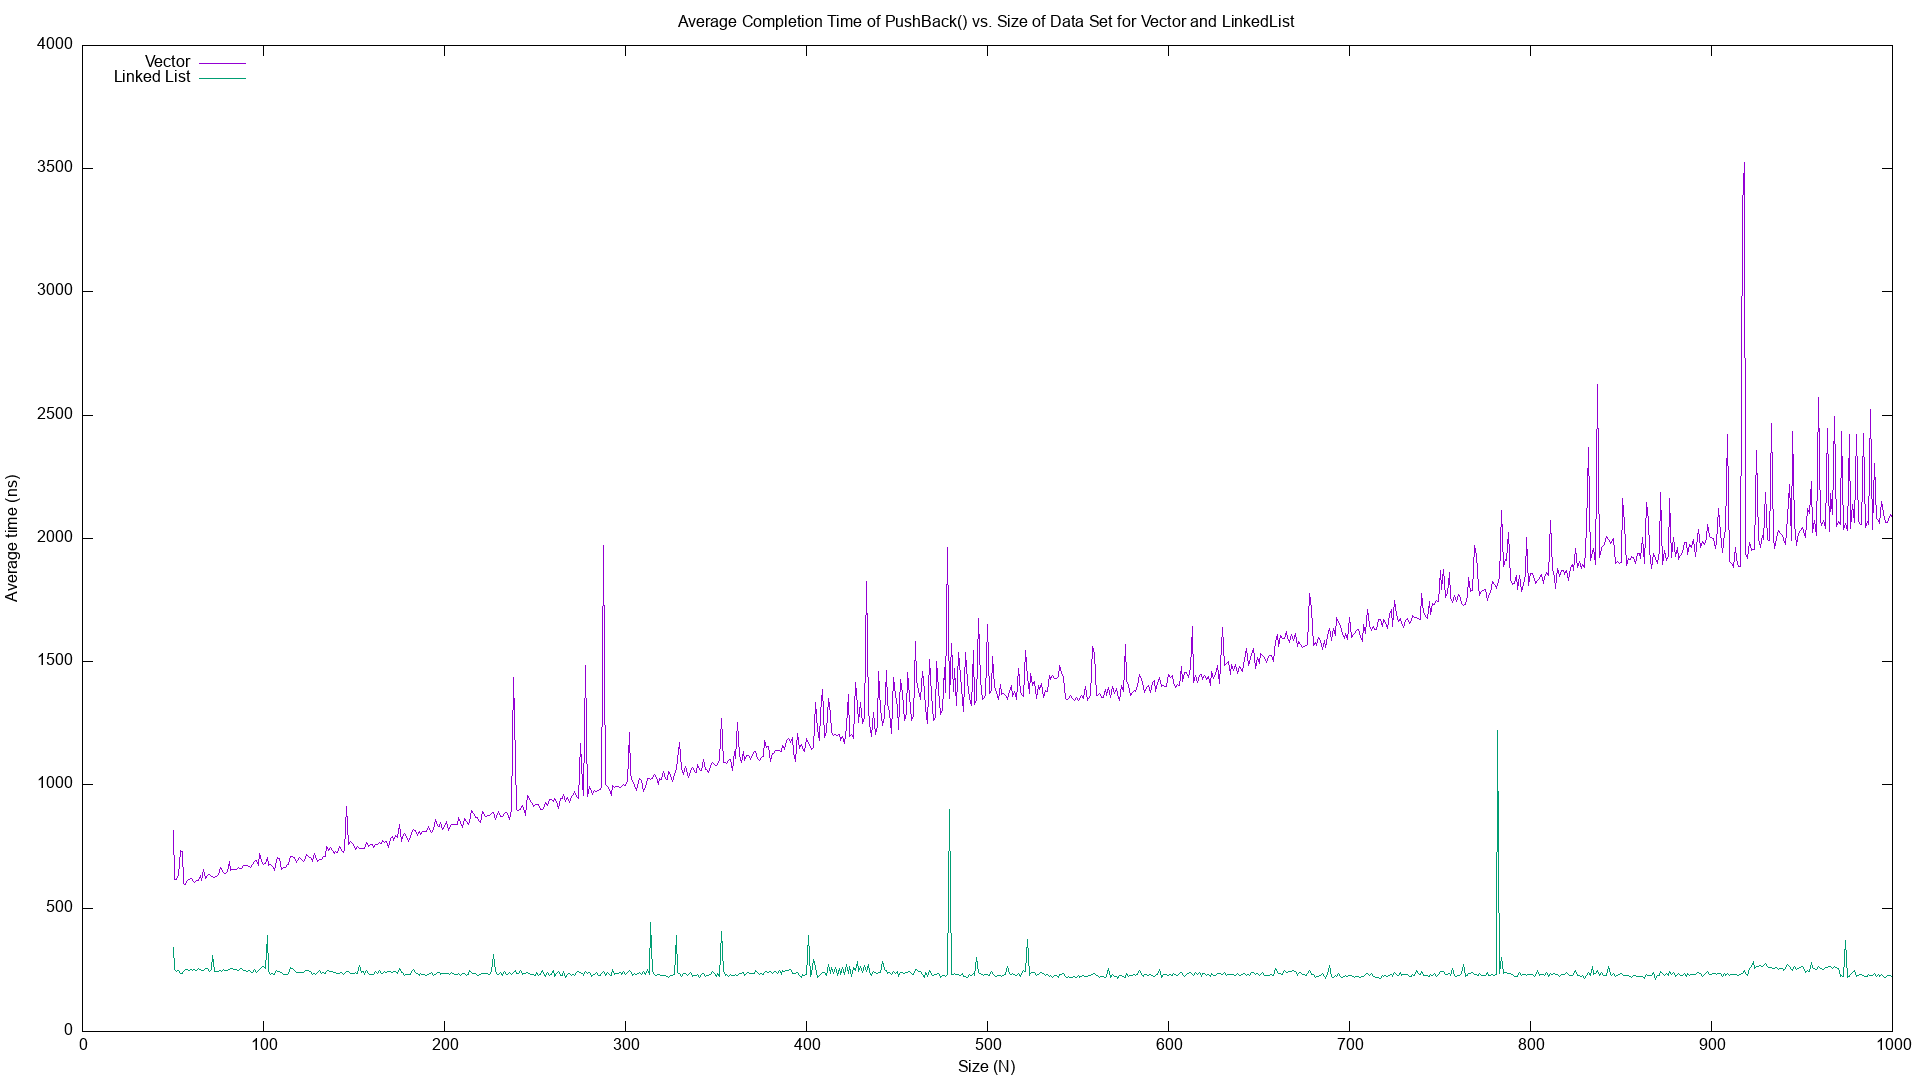 Average Completion Time of PushBack() vs. Size of Data Set for Vector and LinkedList
4000
3500
3000
2500
2000
1500
1000
500
0
Vector
Linked List
Average time (ns)
0 100 200 300 400 500 600 700 800 900 1000
Size (N)